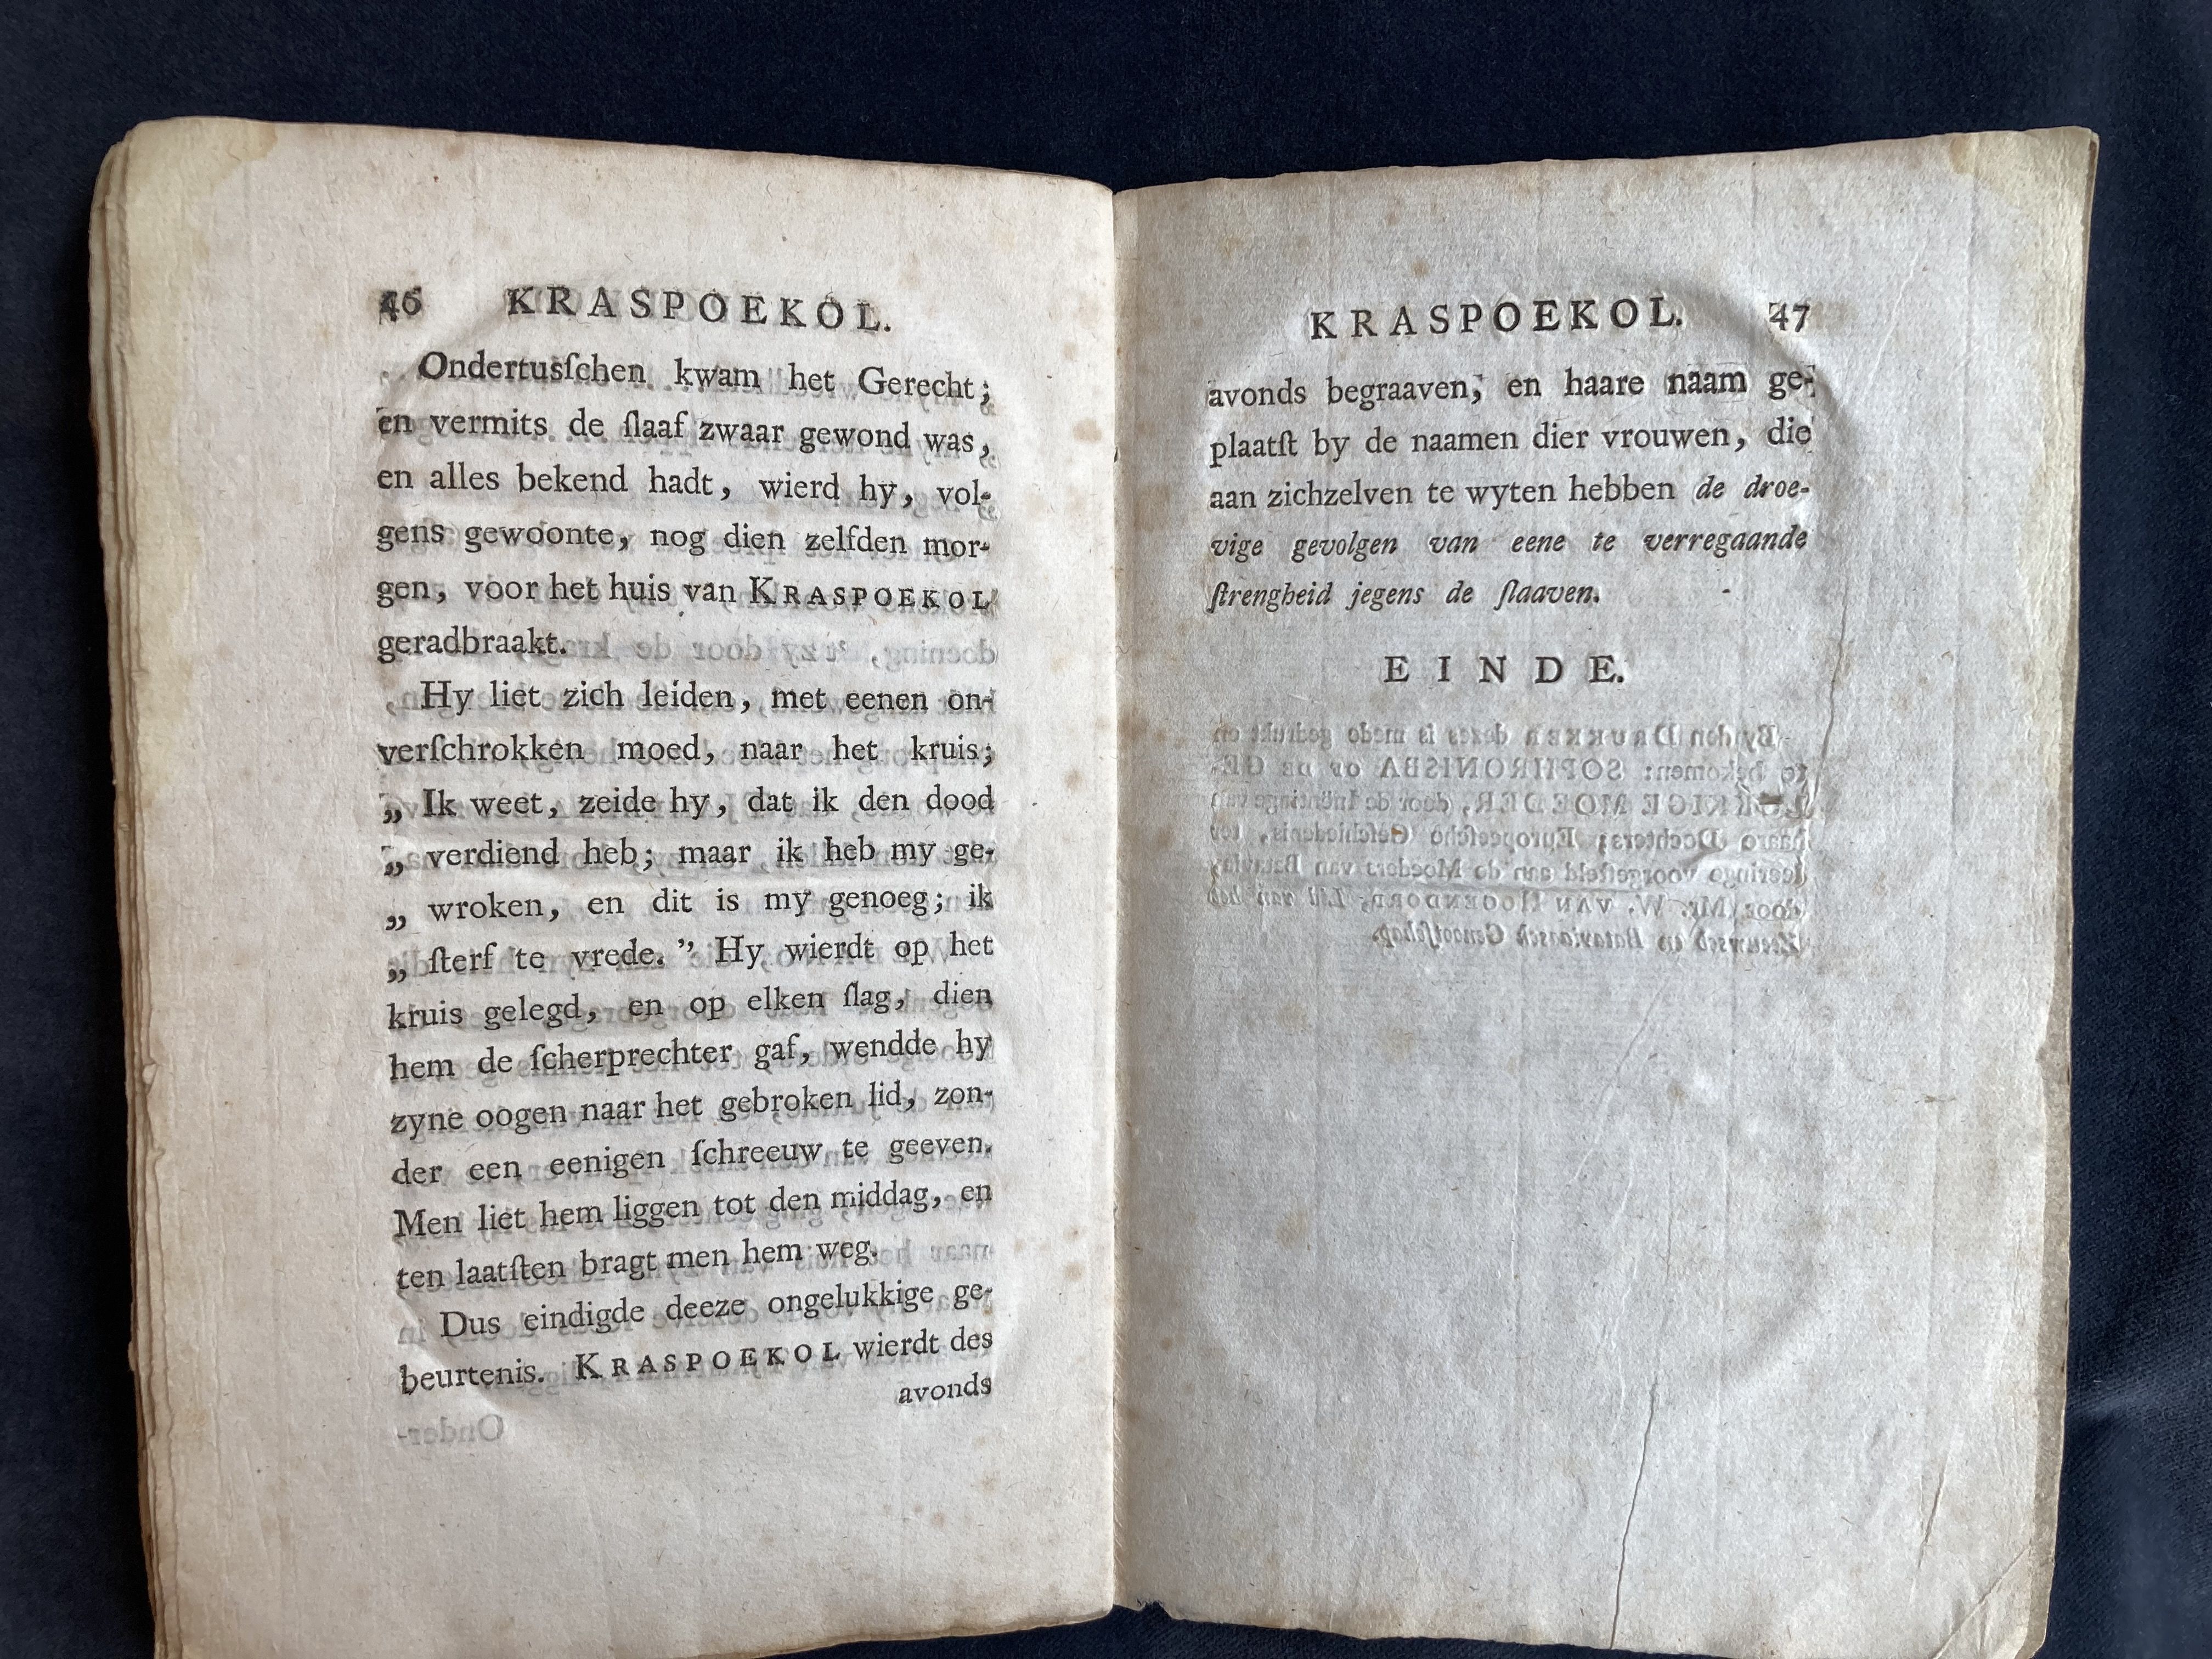 46 KRASPOEKOL.
Ondertusſchen kwam het Gerecht;
en vermits de ſlaaf zwaar gewond was,
en alles bekend hadt, wierd hy, vol-
gens gewoonte, nog dien zelfden mor-
gen, voor het huis van KRASPOEKOL
geradbraakt.
Hy liet zich leiden, met eenen on-
verſchrokken moed, naar het kruis;
„ Ik weet, zeide hy, dat ik den dood
„ verdiend heb; maar ik heb my ge-
„ wroken, en dit is my genoeg; ik
„ ſterf te vrede.” Hy wierdt op het
kruis gelegd, en op elken ſlag, dien
hem de ſcherprechter gaf, wendde hy
zyne oogen naar het gebroken lid, zon-
der een eenigen ſchreeuw te geeven.
Men liet hem liggen tot den middag, en
ten laatſten bragt men hem weg.
Dus eindigde deeze ongelukkige ge-
beurtenis. KRASPOEKOL wierdt des
avonds
KRASPOEKOL. 47
avonds begraaven, en haare naam ge-
plaatſt by de naamen dier vrouwen, die
aan zichzelven te wyten hebben de droe-
vige gevolgen van eene te verregaande
ſtrengheid jegens de ſlaaven.
EINDE.